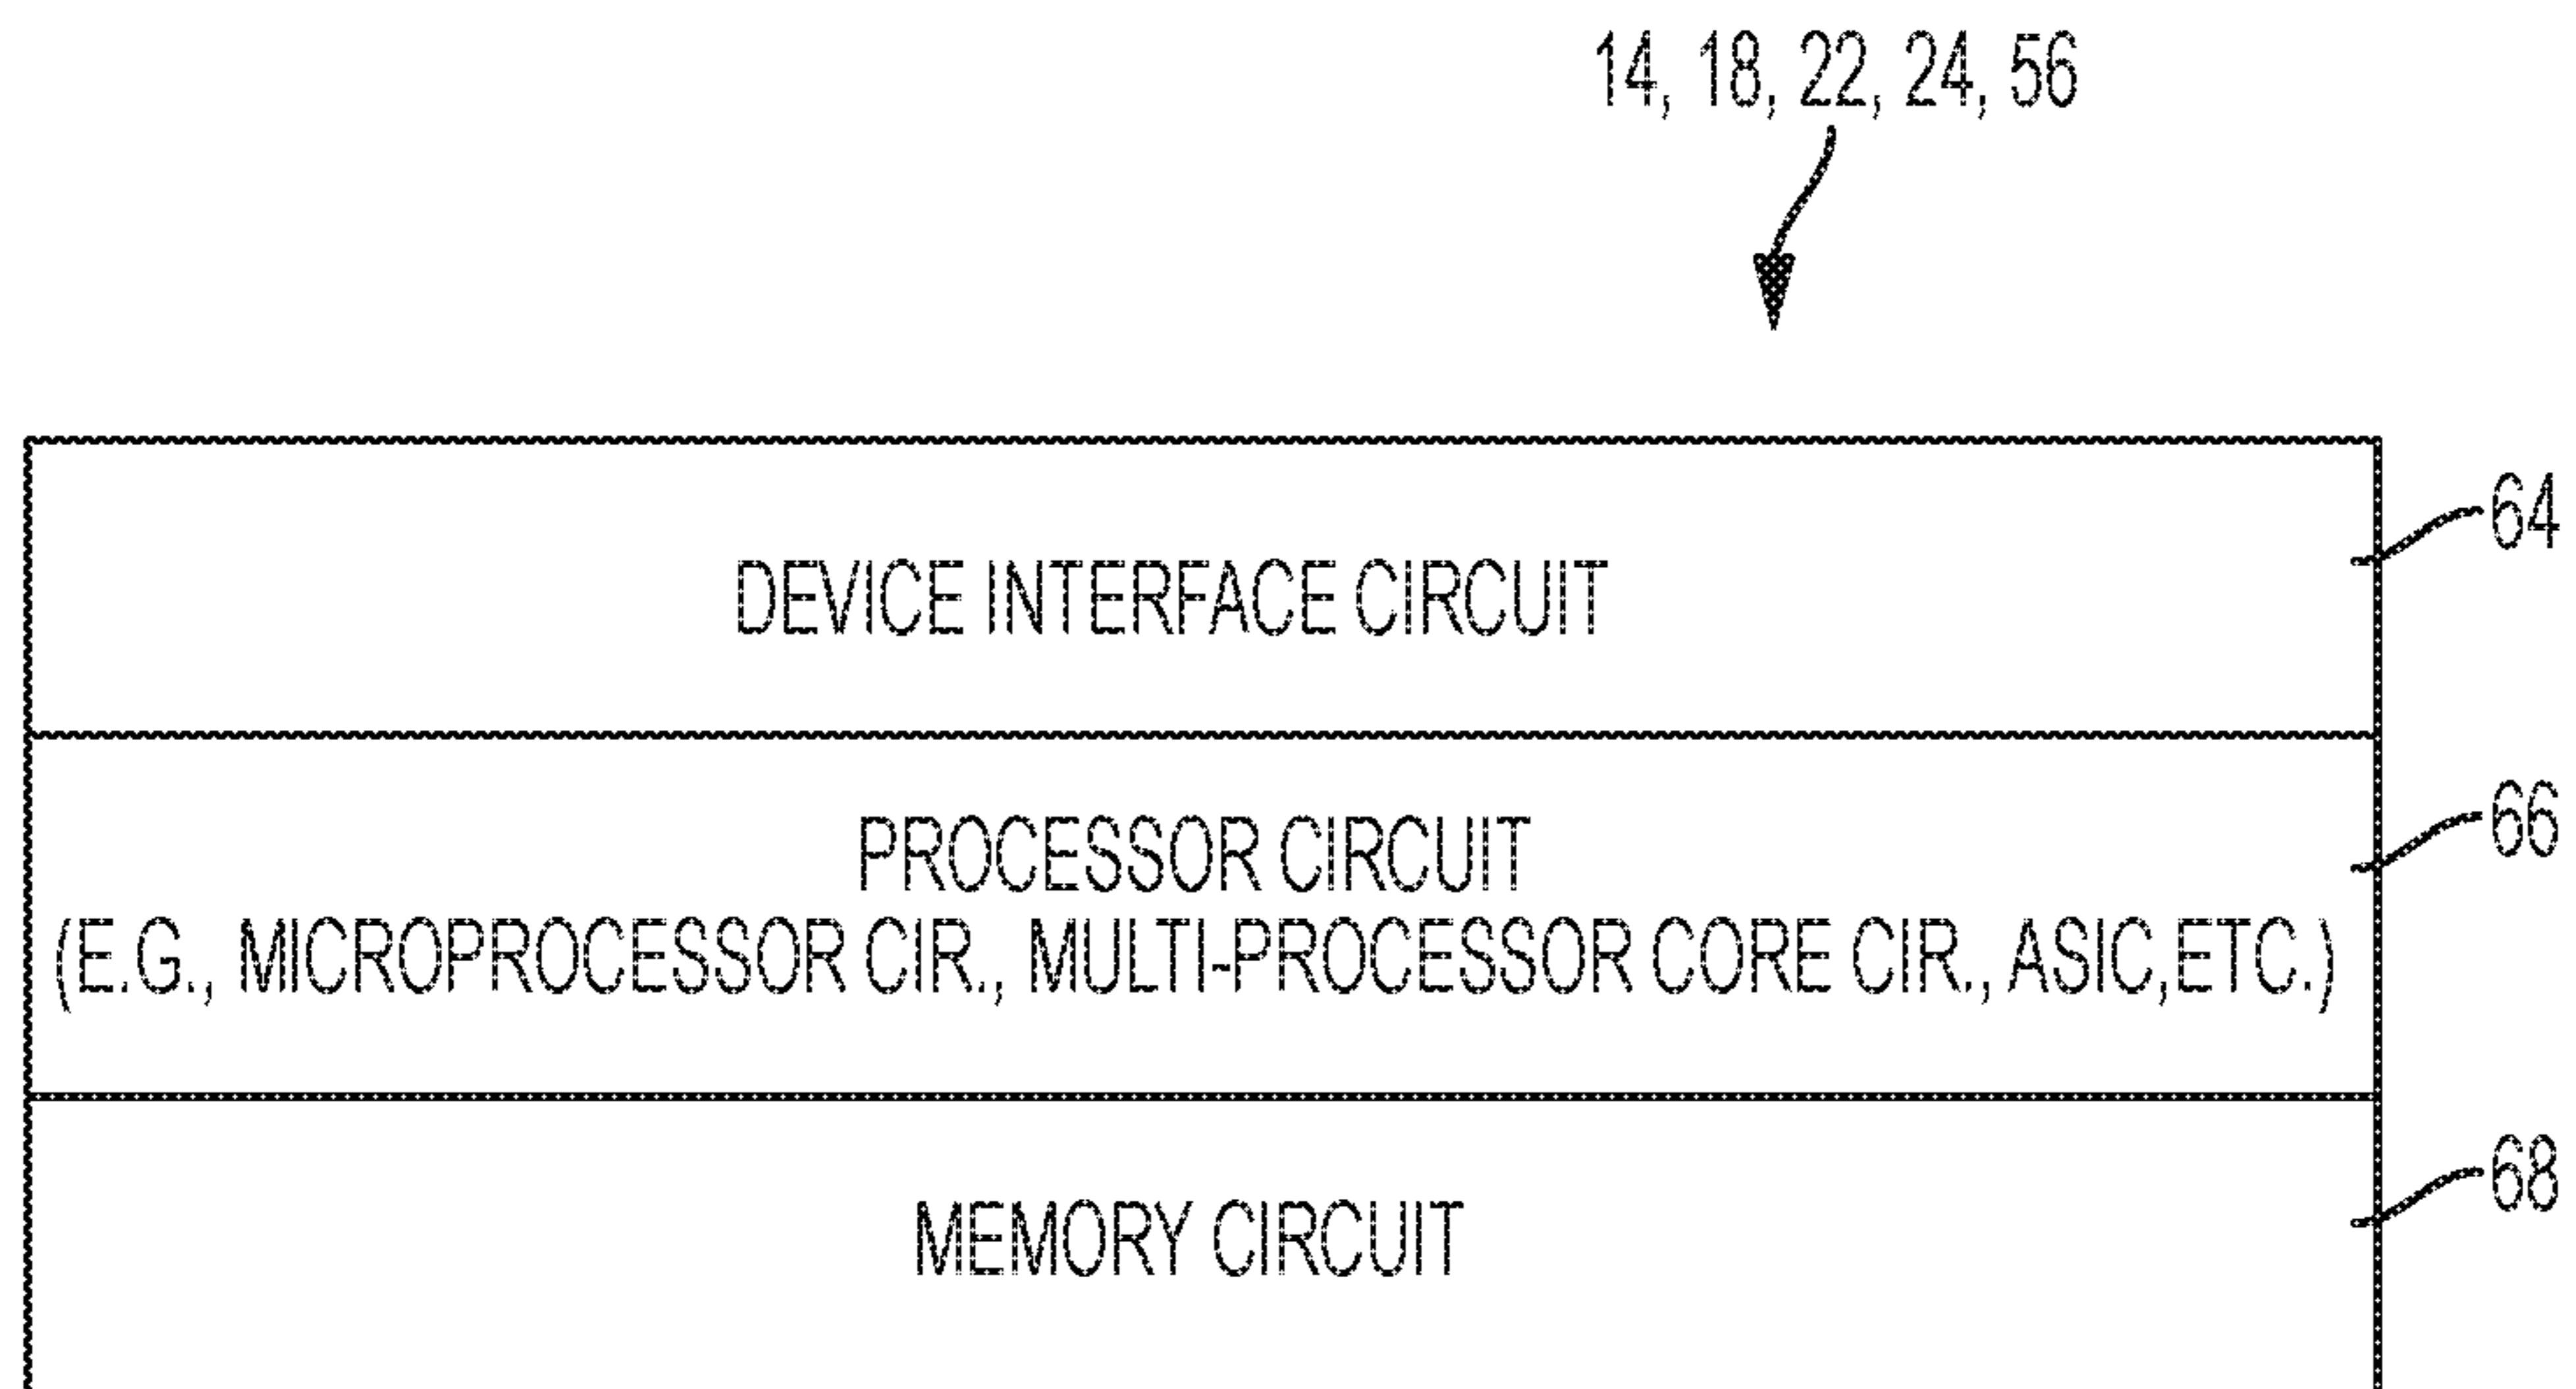 14, 18, 22, 24, 56
64
DEVICE INTERFACE CIRCUIT
66
PROCESSOR CIRCUIT
(E.G., MICROPROCESSOR CIR., MULTI-PROCESSOR CORE CIR., ASIC,ETC.)
68
MEMORY CIRCUIT